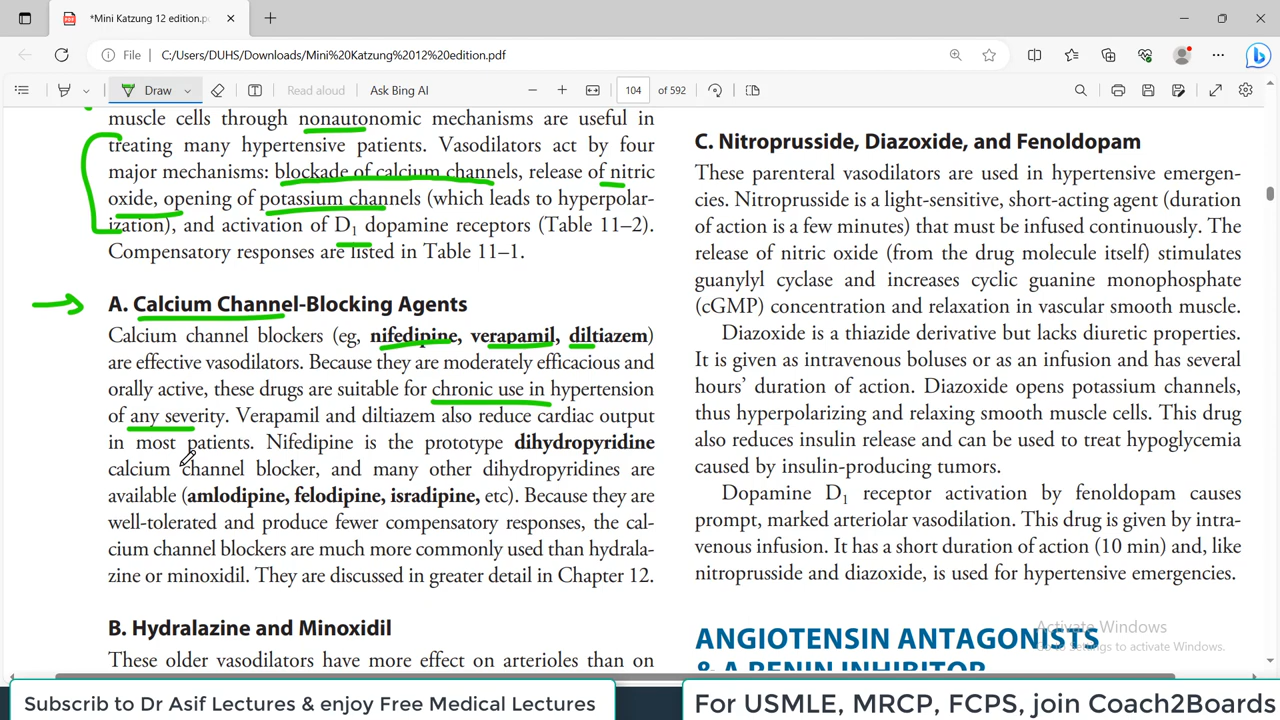 *Mini Katzung 12 edition.p
File
C:/Users/DUHS/Downloads/Mini%20Katzung%2012%20edition.pdf
Draw
Read aloud
Ask Bing AI
104
of 592
muscle cells through nonautonomic mechanisms are useful in
treating many hypertensive patients. Vasodilators act by four
major mechanisms: blockade of calcium channels, release of nitric
oxide, opening of potassium channels (which leads to hyperpolar-
ization), and activation of D1 dopamine receptors (Table 11–2).
Compensatory responses are listed in Table 11–1.
A. Calcium Channel-Blocking Agents
Calcium channel blockers (eg, nifedipine, verapamil, diltiazem)
are effective vasodilators. Because they are moderately efficacious and
orally active, these drugs are suitable for chronic use in hypertension
of any severity. Verapamil and diltiazem also reduce cardiac output
in most patients. Nifedipine is the prototype dihydropyridine
calcium channel blocker, and many other dihydropyridines are
available (amlodipine, felodipine, isradipine, etc). Because they are
well-tolerated and produce fewer compensatory responses, the cal-
cium channel blockers are much more commonly used than hydrala-
zine or minoxidil. They are discussed in greater detail in Chapter 12.
B. Hydralazine and Minoxidil
These older vasodilators have more effect on arterioles than on
C. Nitroprusside, Diazoxide, and Fenoldopam
These parenteral vasodilators are used in hypertensive emergen-
cies. Nitroprusside is a light-sensitive, short-acting agent (duration
of action is a few minutes) that must be infused continuously. The
release of nitric oxide (from the drug molecule itself) stimulates
guanylyl cyclase and increases cyclic guanine monophosphate
(cGMP) concentration and relaxation in vascular smooth muscle.
Diazoxide is a thiazide derivative but lacks diuretic properties.
It is given as intravenous boluses or as an infusion and has several
hours’ duration of action. Diazoxide opens potassium channels,
thus hyperpolarizing and relaxing smooth muscle cells. This drug
also reduces insulin release and can be used to treat hypoglycemia
caused by insulin-producing tumors.
Dopamine D1 receptor activation by fenoldopam causes
prompt, marked arteriolar vasodilation. This drug is given by intra-
venous infusion. It has a short duration of action (10 min) and, like
nitroprusside and diazoxide, is used for hypertensive emergencies.
ANGIOTENSIN ANTAGONISTS
& A RENIN INHIBITOR
Activate Windows
Go to Settings to activate Windows.
Subscrib to Dr Asif Lectures & enjoy Free Medical Lectures
For USMLE, MRCP, FCPS, join Coach2Boards